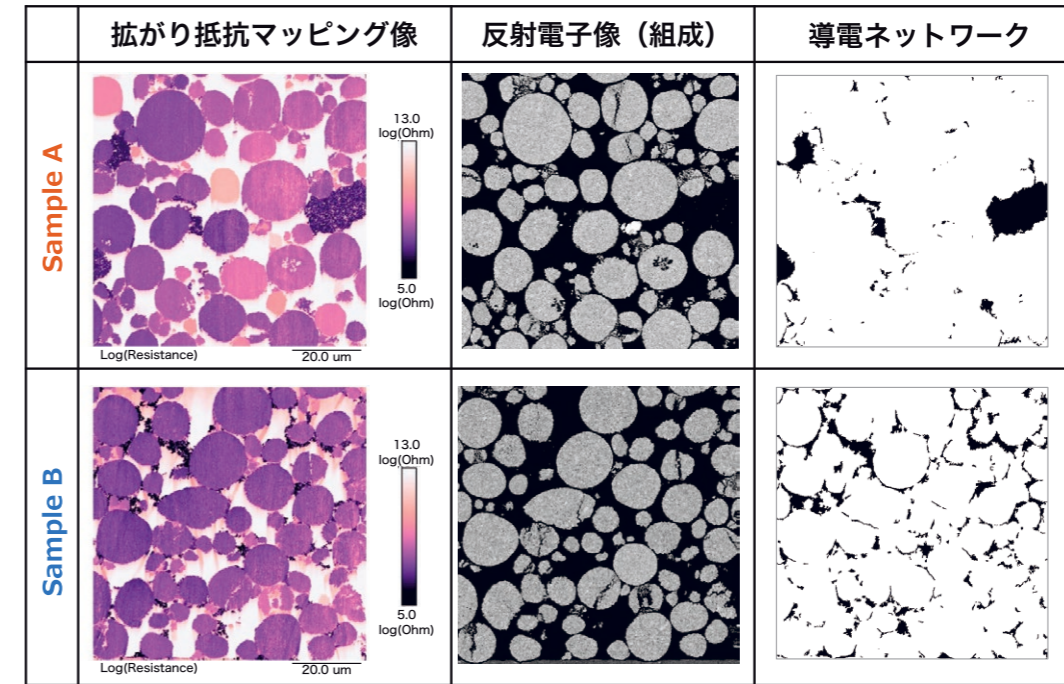 拡がり抵抗マッピング像
反射電子像（組成）
導電ネットワーク
Sample A
13.0
log(Ohm)
5.0
log(Ohm)
Log(Resistance)
20.0 um
Sample B
13.0
log(Ohm)
5.0
log(Ohm)
Log(Resistance)
20.0 um